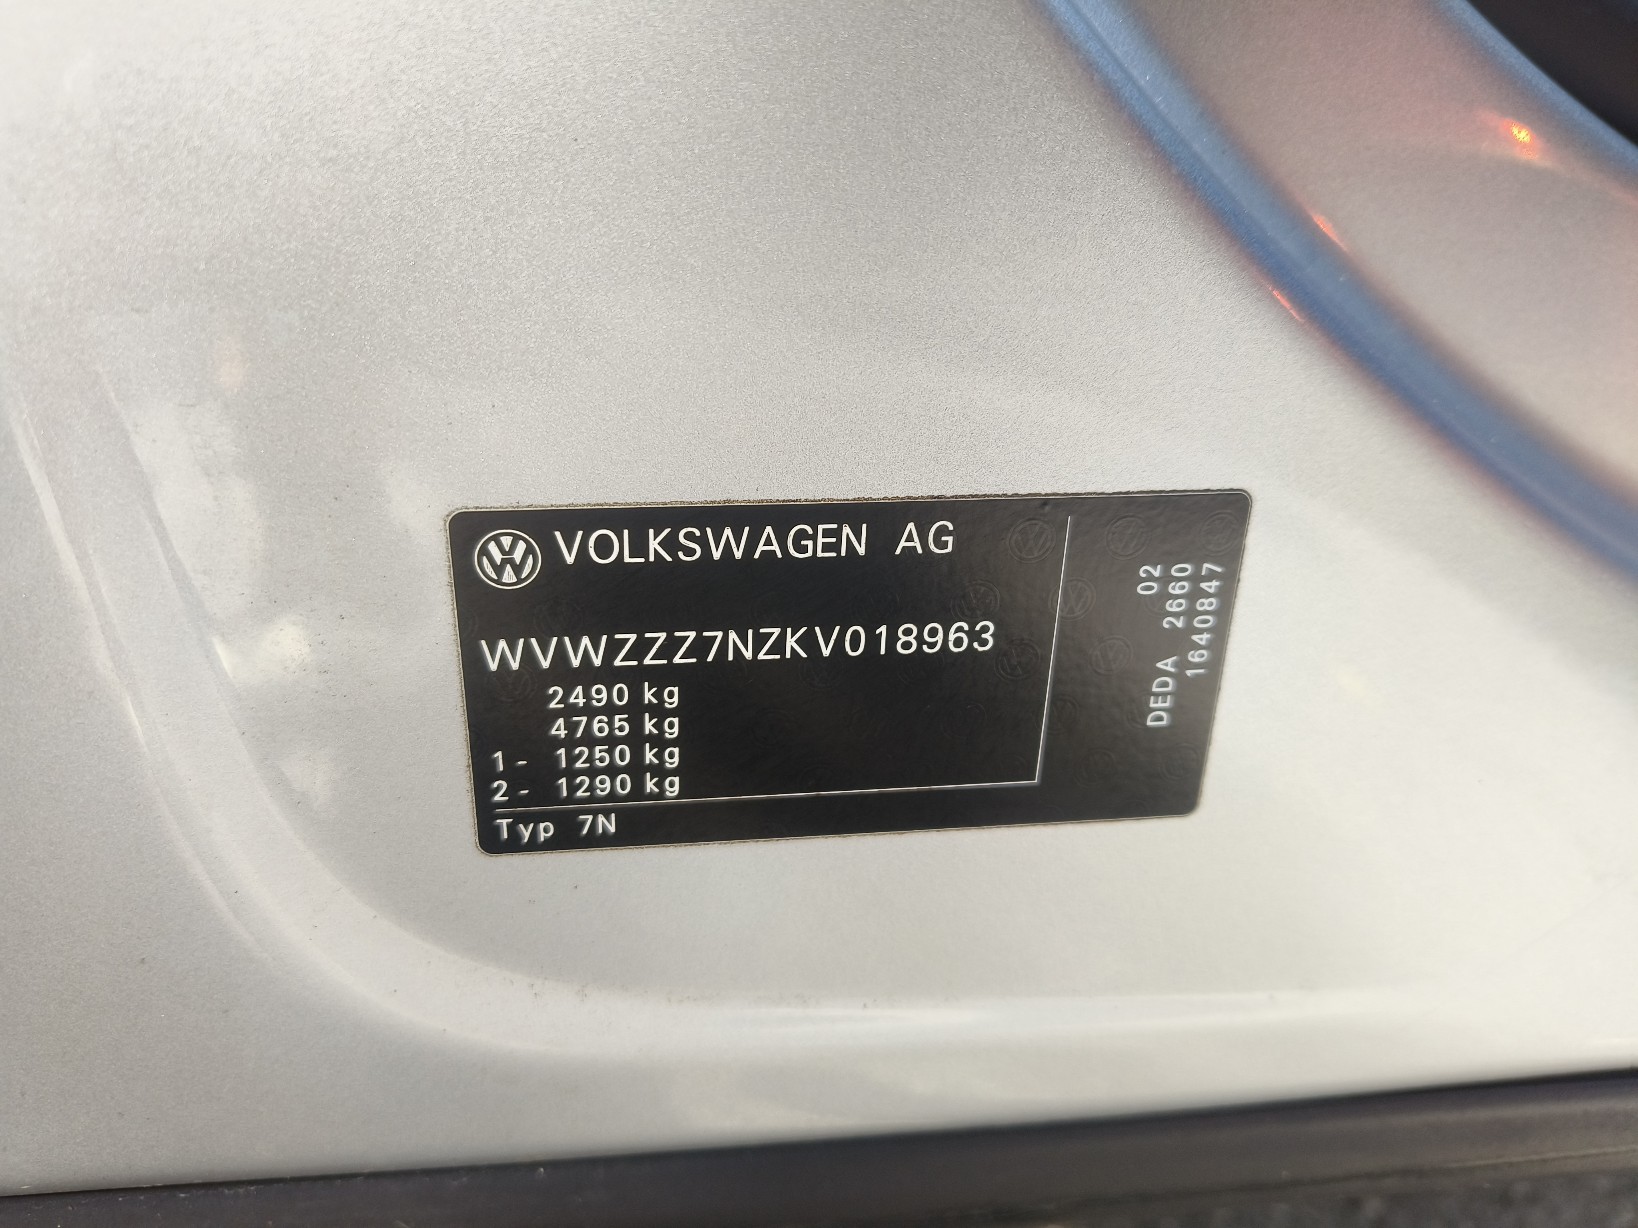 VOLKSWAGEN AG
WVWZZZ7NZKV018963
2490 kg
4765 kg
1- 1250 kg
2- 1290 kg
Typ 7N
02
DEDA 2660
1640847